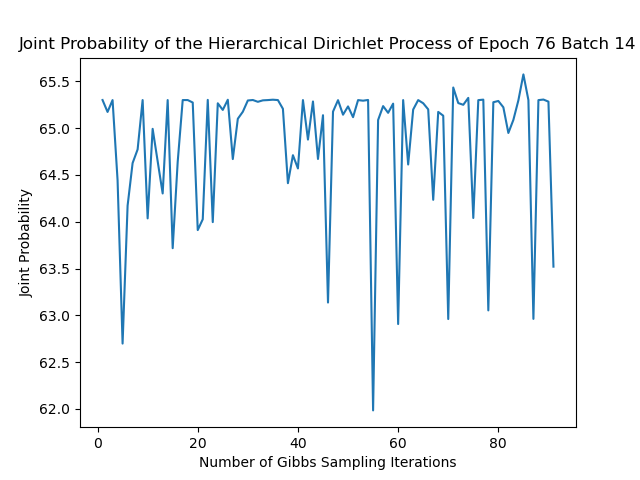 Joint Probability of the Hierarchical Dirichlet Process of Epoch 76 Batch 14
65.5
65.0
64.5
64.0
63.5
63.0
62.5
62.0
Joint Probability
0 20 40 60 80
Number of Gibbs Sampling Iterations